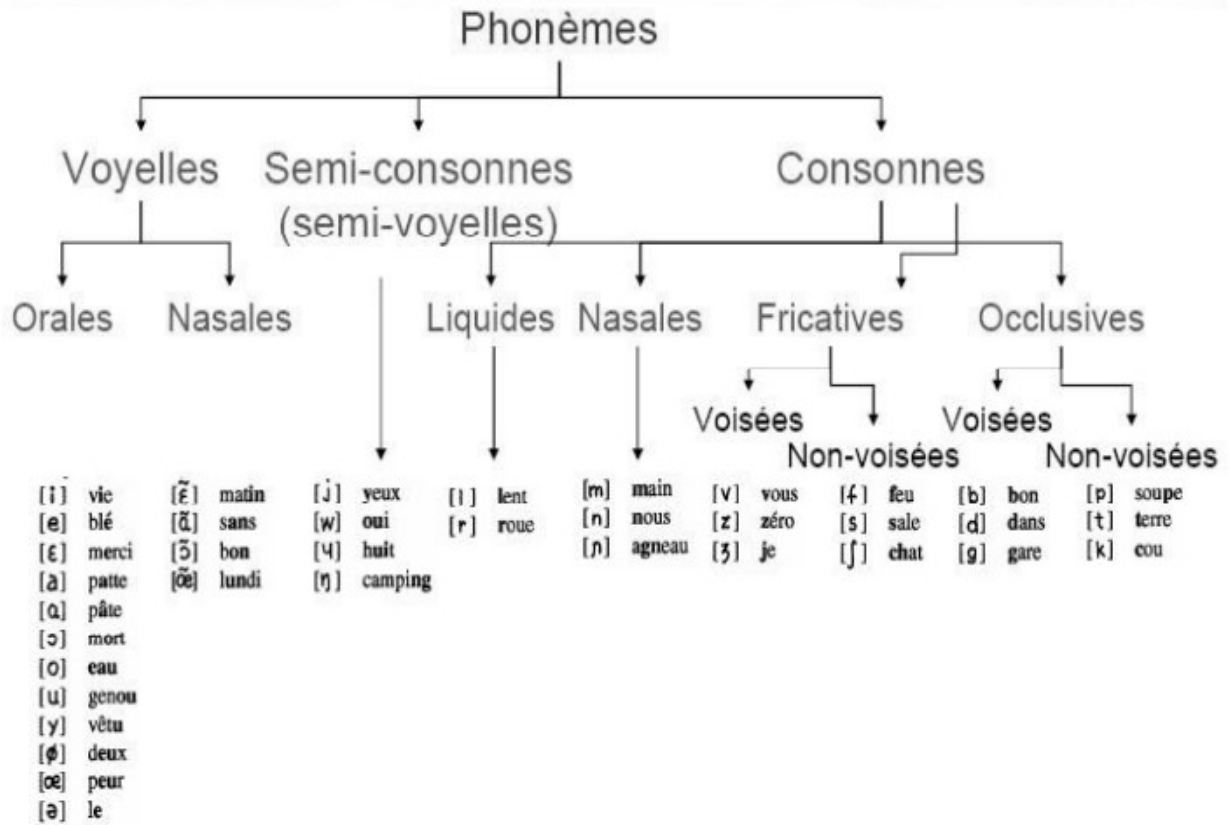 Phonèmes
Voyelles
Semi-consonnes
(semi-voyelles)
Consonnes
Orales
Nasales
Liquides
Nasales
Fricatives
Occlusives
Voisées
Non-voisées
Voisées
Non-voisées
[i] vie
[e] blé
[ɛ] merci
[a] patte
[ɑ] pâte
[ɔ] mort
[o] eau
[u] genou
[y] vêtu
[ø] deux
[œ] peur
[ə] le
[ɛ̃] matin
[ɑ̃] sans
[ɔ̃] bon
[œ̃] lundi
[j] yeux
[w] oui
[ɥ] huit
[ŋ] camping
[l] lent
[r] roue
[m] main
[n] nous
[ɲ] agneau
[v] vous
[z] zéro
[ʒ] je
[f] feu
[s] sale
[ʃ] chat
[b] bon
[d] dans
[g] gare
[p] soupe
[t] terre
[k] cou